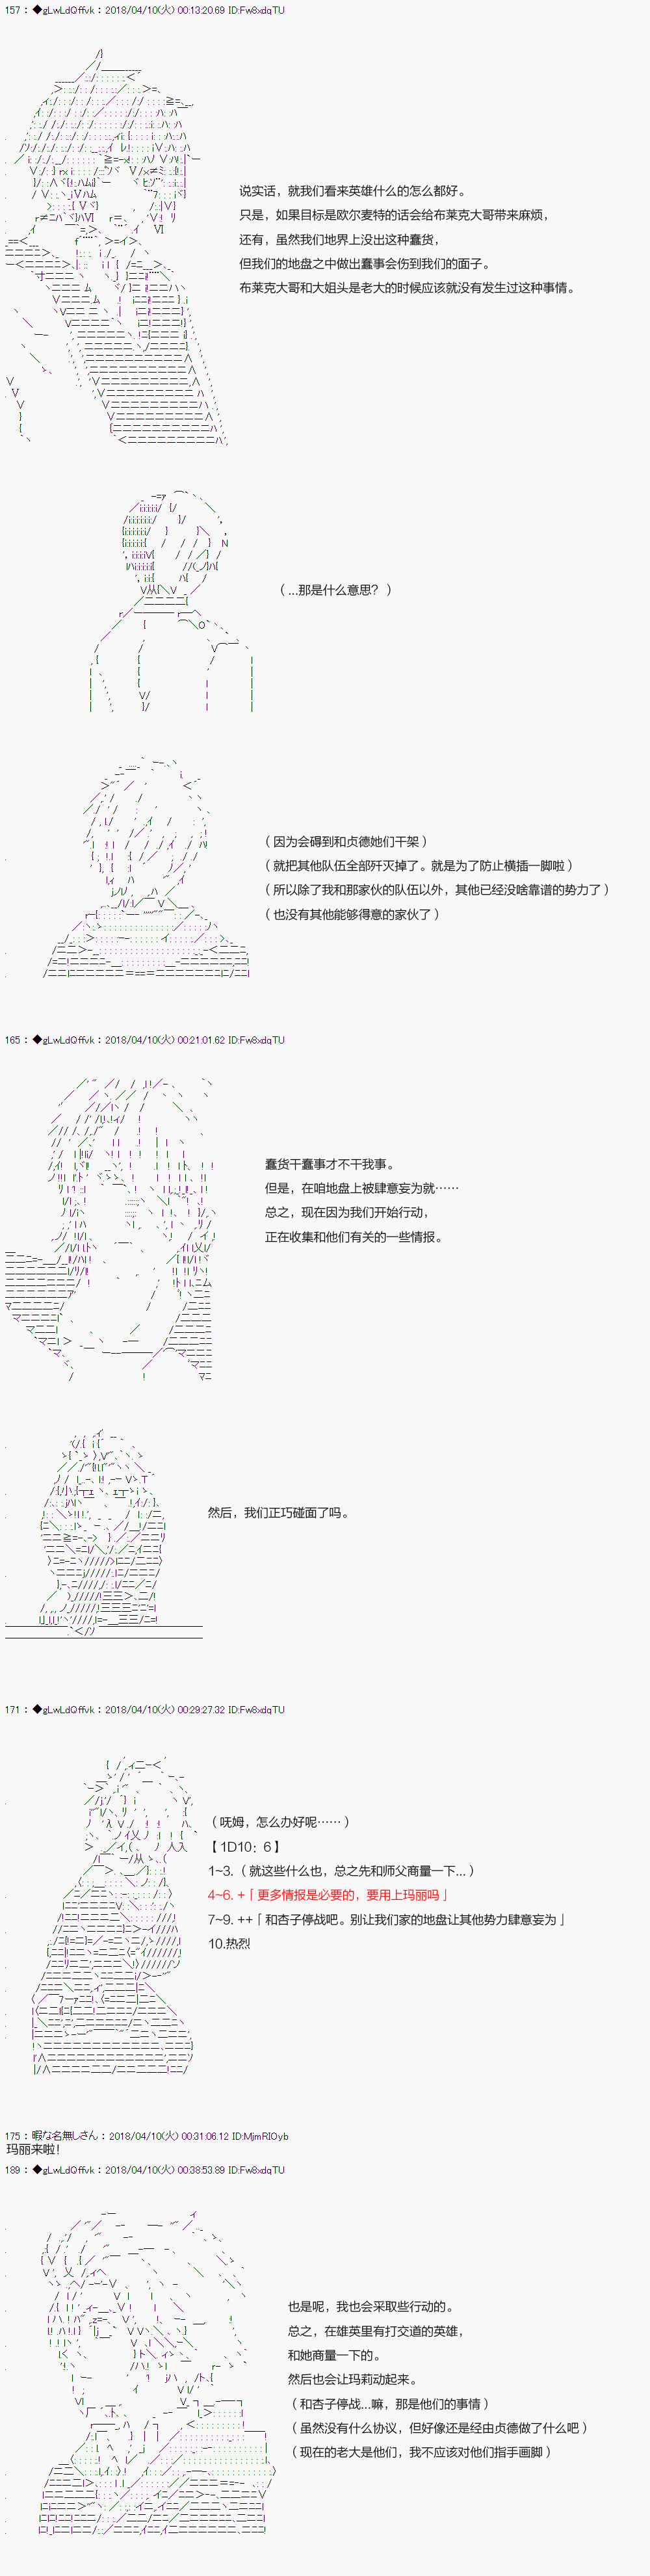 157 : ◆gLwLdQffvk : 2018/04/10(火) 00:13:20.69 ID:Fw8xdqTU
说实话，就我们看来英雄什么的怎么都好。
只是，如果目标是欧尔麦特的话会给布莱克大哥带来麻烦，
还有，虽然我们地界上没出这种蠢货，
但我们的地盘之中做出蠢事会伤到我们的面子。
布莱克大哥和大姐头是老大的时候应该就没有发生过这种事情。
（ ...那是什么意思? ）
（ 因为会碍到和贞德她们干架 ）
（ 就把其他队伍全部歼灭掉了。就是为了防止横插一脚啦 ）
（ 所以除了我和那家伙的队伍以外，其他已经没啥靠谱的势力了 ）
（ 也没有其他能够得意的家伙了 ）
165 : ◆gLwLdQffvk : 2018/04/10(火) 00:21:01.62 ID:Fw8xdqTU
蠢货干蠢事才不干我事。
但是，在咱地盘上被肆意妄为就……
总之，现在因为我们开始行动，
正在收集和他们有关的一些情报。
然后，我们正巧碰面了吗。
171 : ◆gLwLdQffvk : 2018/04/10(火) 00:29:27.32 ID:Fw8xdqTU
（ 呒姆，怎么办好呢…… ）
【 1D10：6 】
1~3.（ 就这些什么也，总之先和师父商量一下... ）
4~6. +「 更多情报是必要的，要用上玛丽吗 」
7~9. ++「 和杏子停战吧。别让我们家的地盘让其他势力肆意妄为 」
10.热烈
175 : 暇な名無しさん : 2018/04/10(火) 00:31:06.12 ID:MjmRIOyb
玛丽来啦!
189 : ◆gLwLdQffvk : 2018/04/10(火) 00:38:53.89 ID:Fw8xdqTU
也是呢，我也会采取些行动的。
总之，在雄英里有打交道的英雄，
和她商量一下的。
然后也会让玛莉动起来。
（ 和杏子停战...嘛，那是他们的事情 ）
（ 虽然没有什么协议，但好像还是经由贞德做了什么吧 ）
（ 现在的老大是他们，我不应该对他们指手画脚 ）